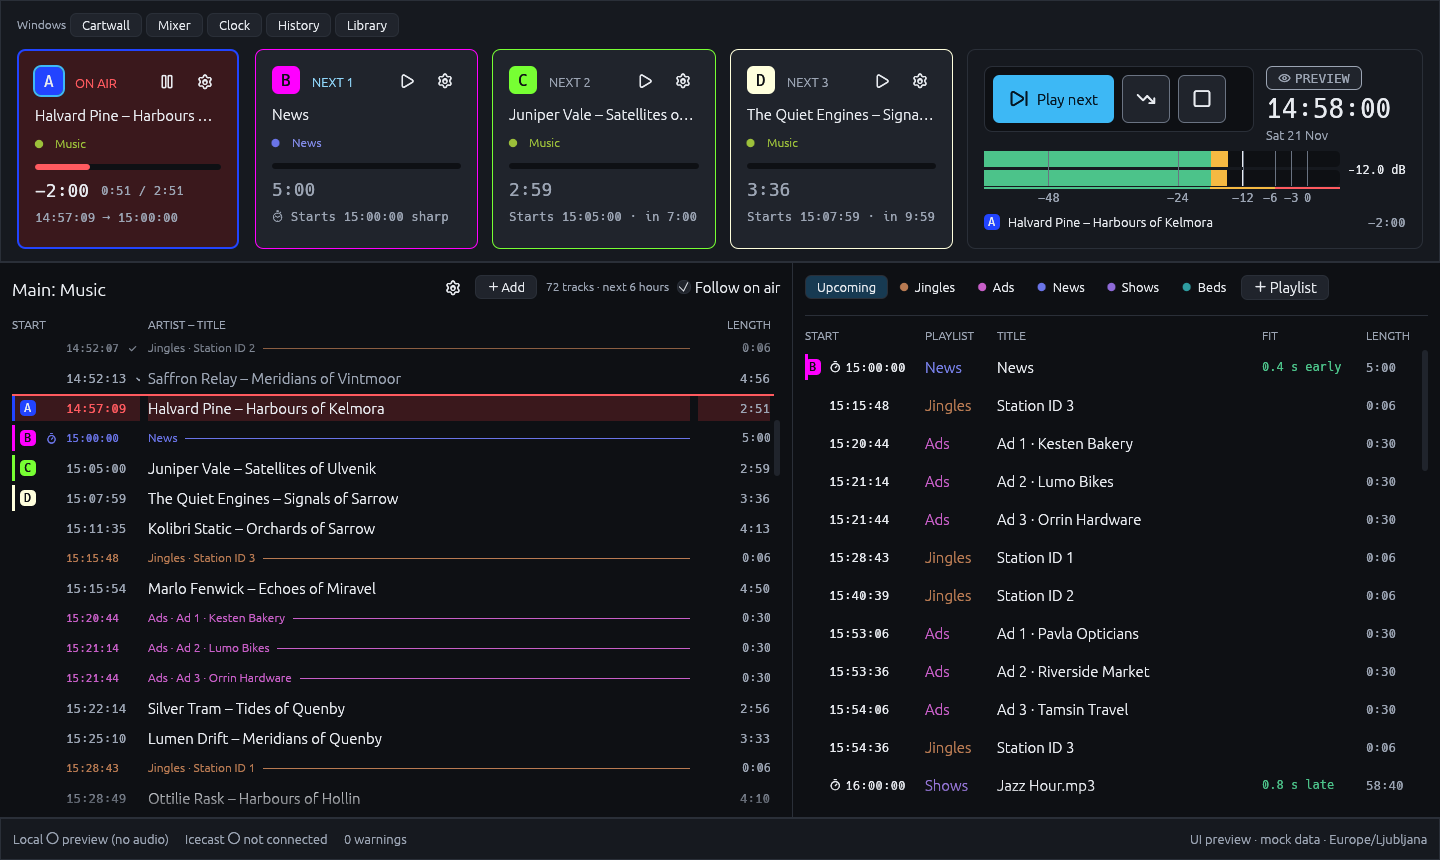 Windows Cartwall Mixer Clock History Library
A ON AIR
Halvard Pine – Harbours ...
Music
−2:00 0:51 / 2:51
14:57:09 → 15:00:00
B NEXT 1
News
News
5:00
Starts 15:00:00 sharp
C NEXT 2
Juniper Vale – Satellites o...
Music
2:59
Starts 15:05:00 · in 7:00
D NEXT 3
The Quiet Engines – Signa...
Music
3:36
Starts 15:07:59 · in 9:59
Play next
PREVIEW
14:58:00
Sat 21 Nov
-12.0 dB
−48 −24 −12 −6 −3 0
A Halvard Pine – Harbours of Kelmora −2:00
Main: Music + Add 72 tracks · next 6 hours Follow on air
START ARTIST – TITLE LENGTH
14:52:07 Jingles · Station ID 2 0:06
14:52:13 Saffron Relay – Meridians of Vintmoor 4:56
A 14:57:09 Halvard Pine – Harbours of Kelmora 2:51
B 15:00:00 News 5:00
C 15:05:00 Juniper Vale – Satellites of Ulvenik 2:59
D 15:07:59 The Quiet Engines – Signals of Sarrow 3:36
15:11:35 Kolibri Static – Orchards of Sarrow 4:13
15:15:48 Jingles · Station ID 3 0:06
15:15:54 Marlo Fenwick – Echoes of Miravel 4:50
15:20:44 Ads · Ad 1 · Kesten Bakery 0:30
15:21:14 Ads · Ad 2 · Lumo Bikes 0:30
15:21:44 Ads · Ad 3 · Orrin Hardware 0:30
15:22:14 Silver Tram – Tides of Quenby 2:56
15:25:10 Lumen Drift – Meridians of Quenby 3:33
15:28:43 Jingles · Station ID 1 0:06
15:28:49 Ottilie Rask – Harbours of Hollin 4:10
Upcoming Jingles Ads News Shows Beds + Playlist
START PLAYLIST TITLE FIT LENGTH
B 15:00:00 News News 0.4 s early 5:00
15:15:48 Jingles Station ID 3 0:06
15:20:44 Ads Ad 1 · Kesten Bakery 0:30
15:21:14 Ads Ad 2 · Lumo Bikes 0:30
15:21:44 Ads Ad 3 · Orrin Hardware 0:30
15:28:43 Jingles Station ID 1 0:06
15:40:39 Jingles Station ID 2 0:06
15:53:06 Ads Ad 1 · Pavla Opticians 0:30
15:53:36 Ads Ad 2 · Riverside Market 0:30
15:54:06 Ads Ad 3 · Tamsin Travel 0:30
15:54:36 Jingles Station ID 3 0:06
16:00:00 Shows Jazz Hour.mp3 0.8 s late 58:40
Local preview (no audio) Icecast not connected 0 warnings
UI preview · mock data · Europe/Ljubljana